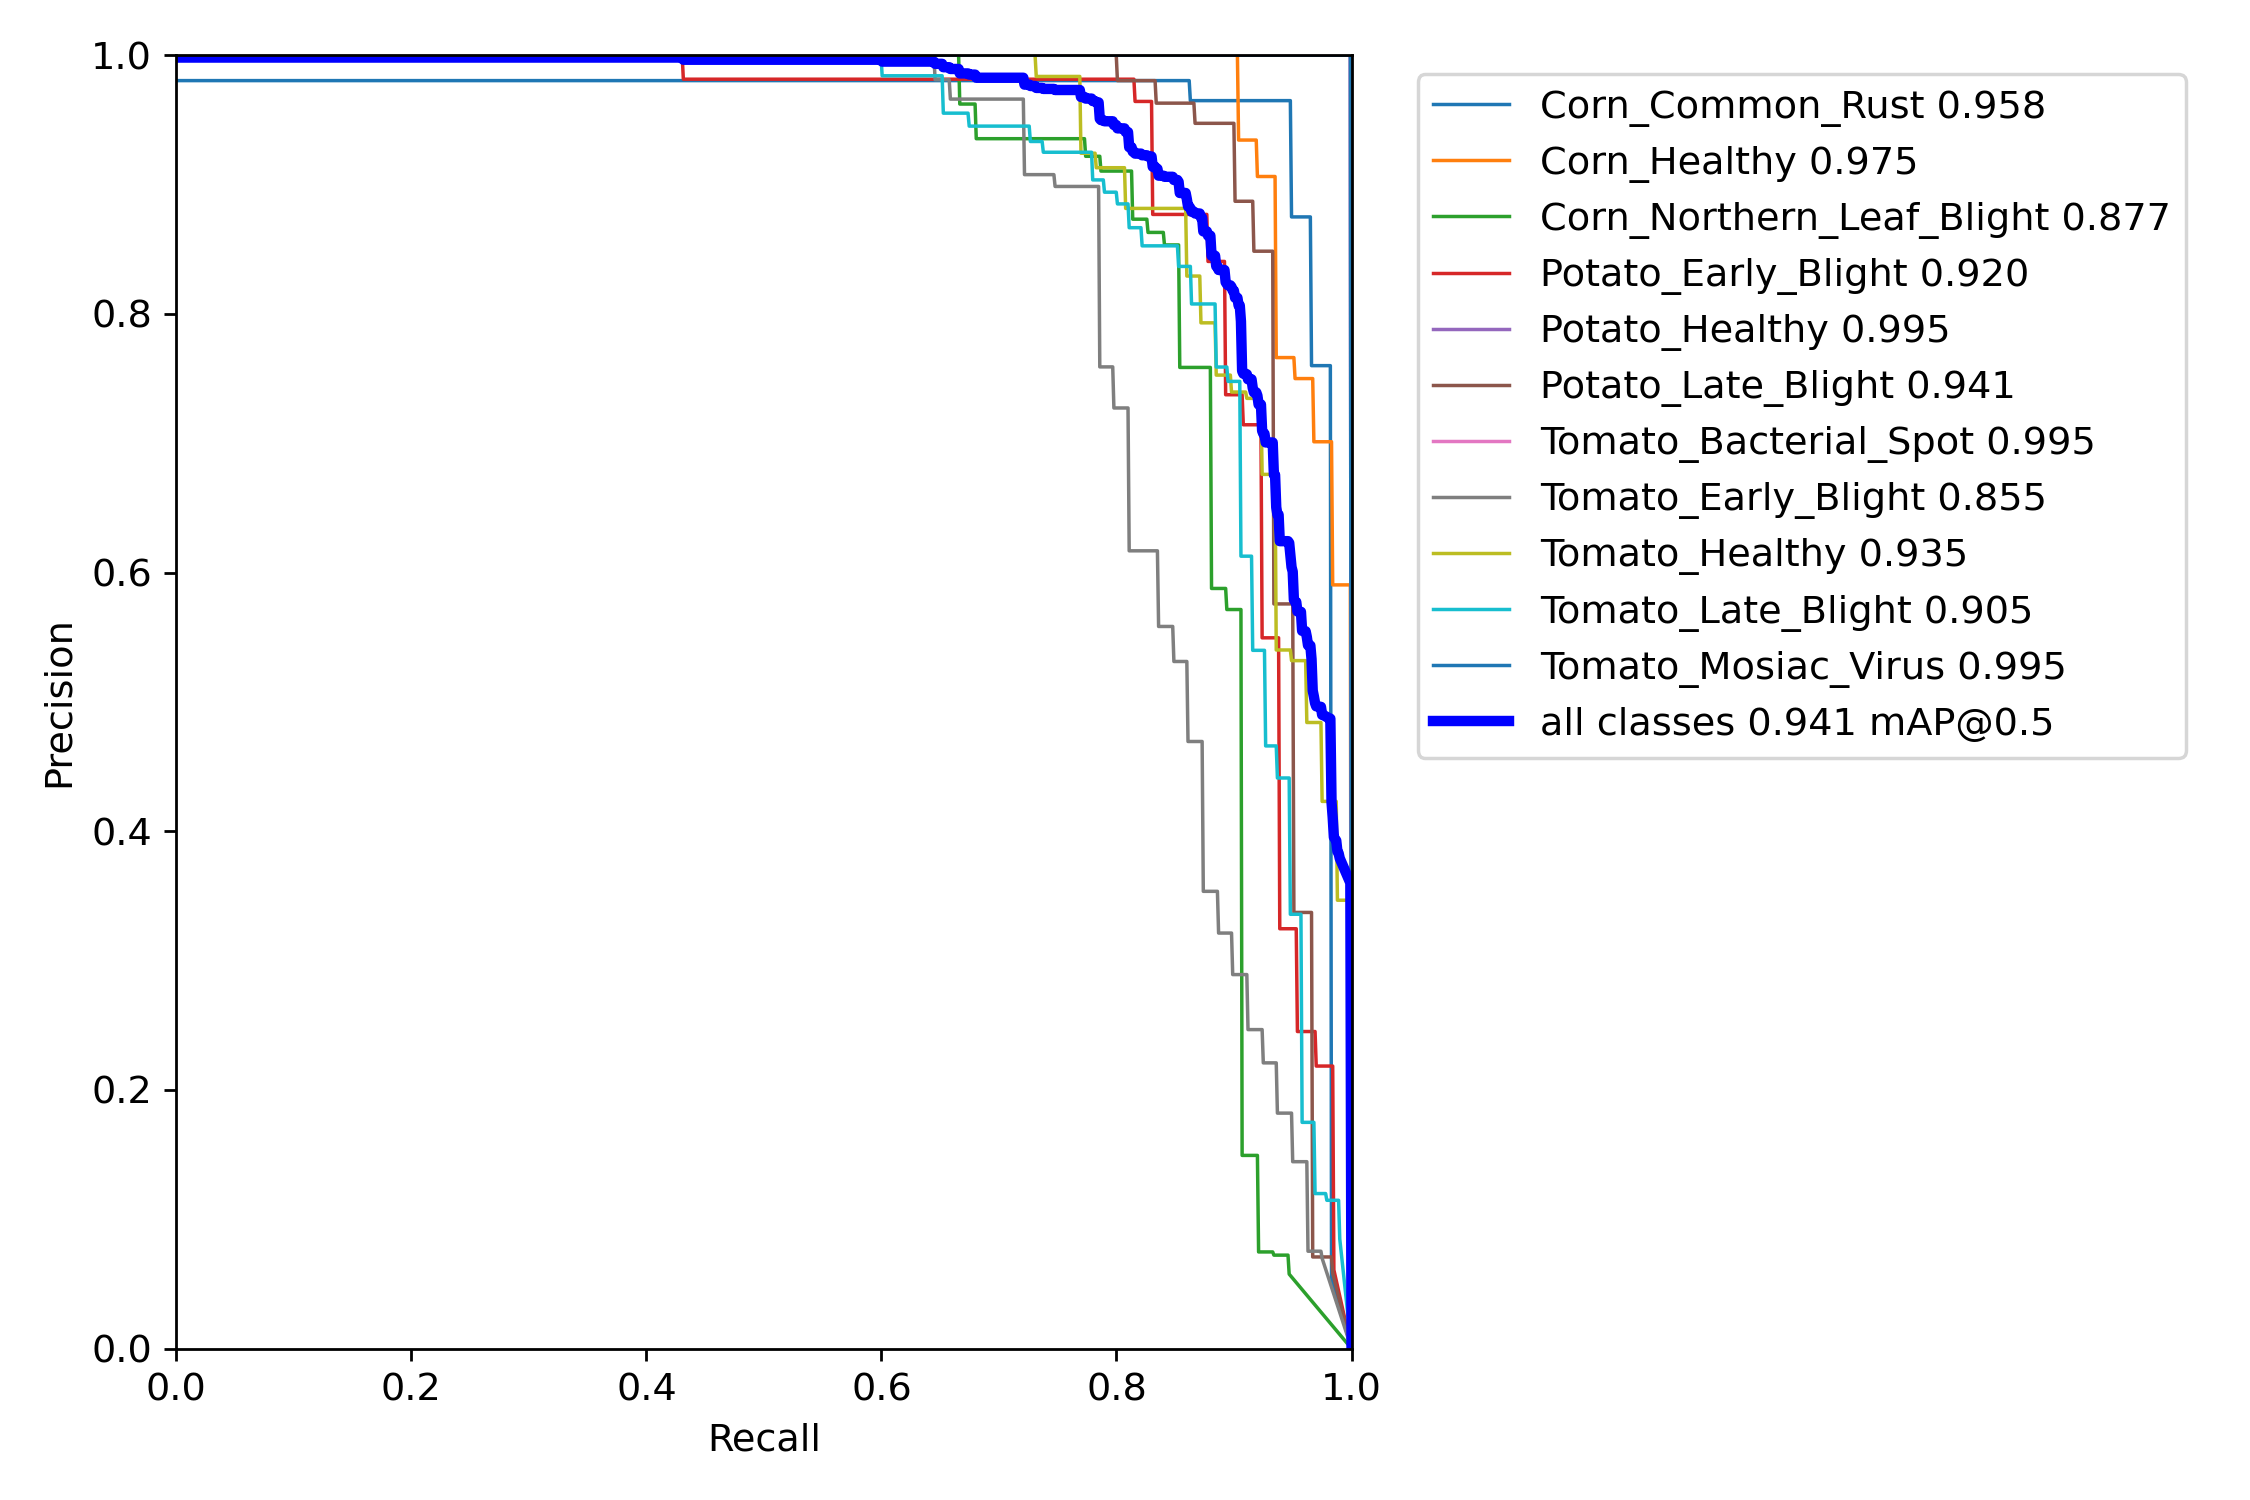 1.0
0.8
0.6
0.4
0.2
0.0
Precision
0.0 0.2 0.4 0.6 0.8 1.0
Recall
Corn_Common_Rust 0.958
Corn_Healthy 0.975
Corn_Northern_Leaf_Blight 0.877
Potato_Early_Blight 0.920
Potato_Healthy 0.995
Potato_Late_Blight 0.941
Tomato_Bacterial_Spot 0.995
Tomato_Early_Blight 0.855
Tomato_Healthy 0.935
Tomato_Late_Blight 0.905
Tomato_Mosiac_Virus 0.995
all classes 0.941 mAP@0.5